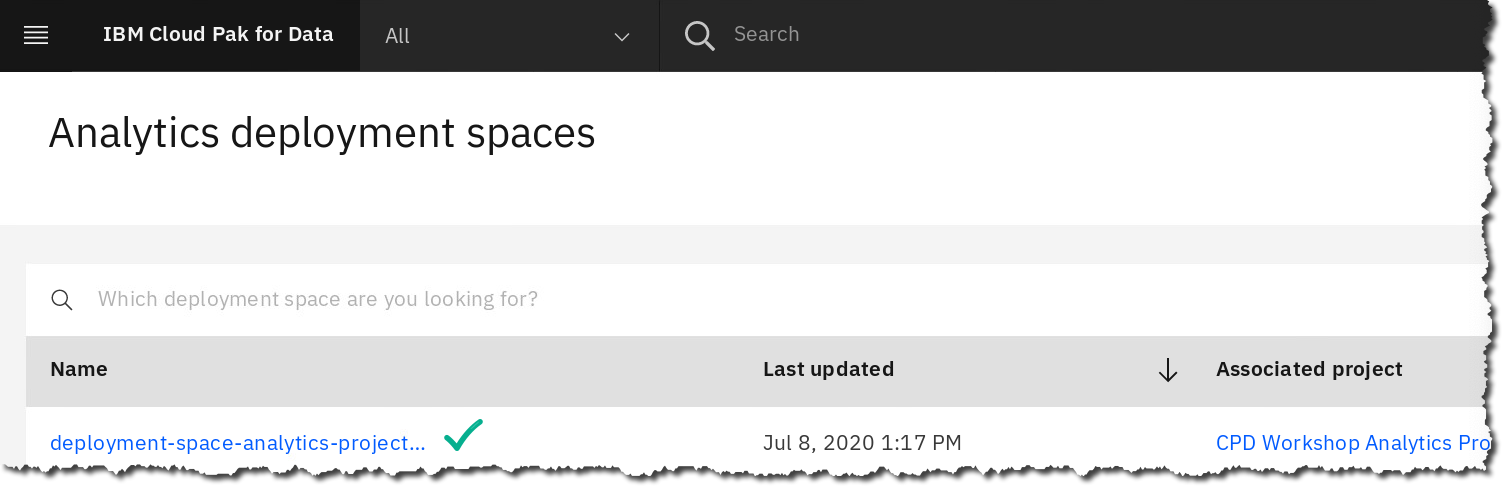 IBM Cloud Pak for Data All Search
Analytics deployment spaces
Which deployment space are you looking for?
Name Last updated Associated project
deployment-space-analytics-project... Jul 8, 2020 1:17 PM CPD Workshop Analytics Pro